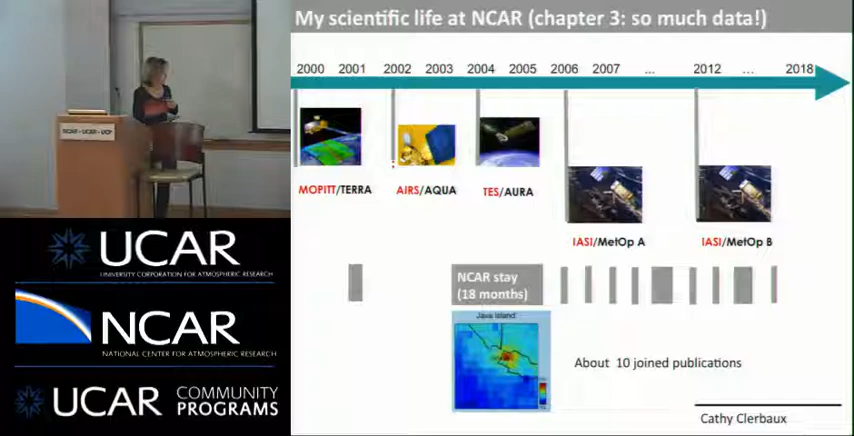 My scientific life at NCAR (chapter 3: so much data!)
2000 2001 2002 2003 2004 2005 2006 2007 ... 2012 ... 2018
MOPITT/TERRA
AIRS/AQUA
TES/AURA
IASI/MetOp A
IASI/MetOp B
NCAR stay
(18 months)
Java island
About 10 joined publications
Cathy Clerbaux
NCAR • UCAR • UCP
UCAR
UNIVERSITY CORPORATION FOR ATMOSPHERIC RESEARCH
NCAR
NATIONAL CENTER FOR ATMOSPHERIC RESEARCH
UCAR COMMUNITY
PROGRAMS